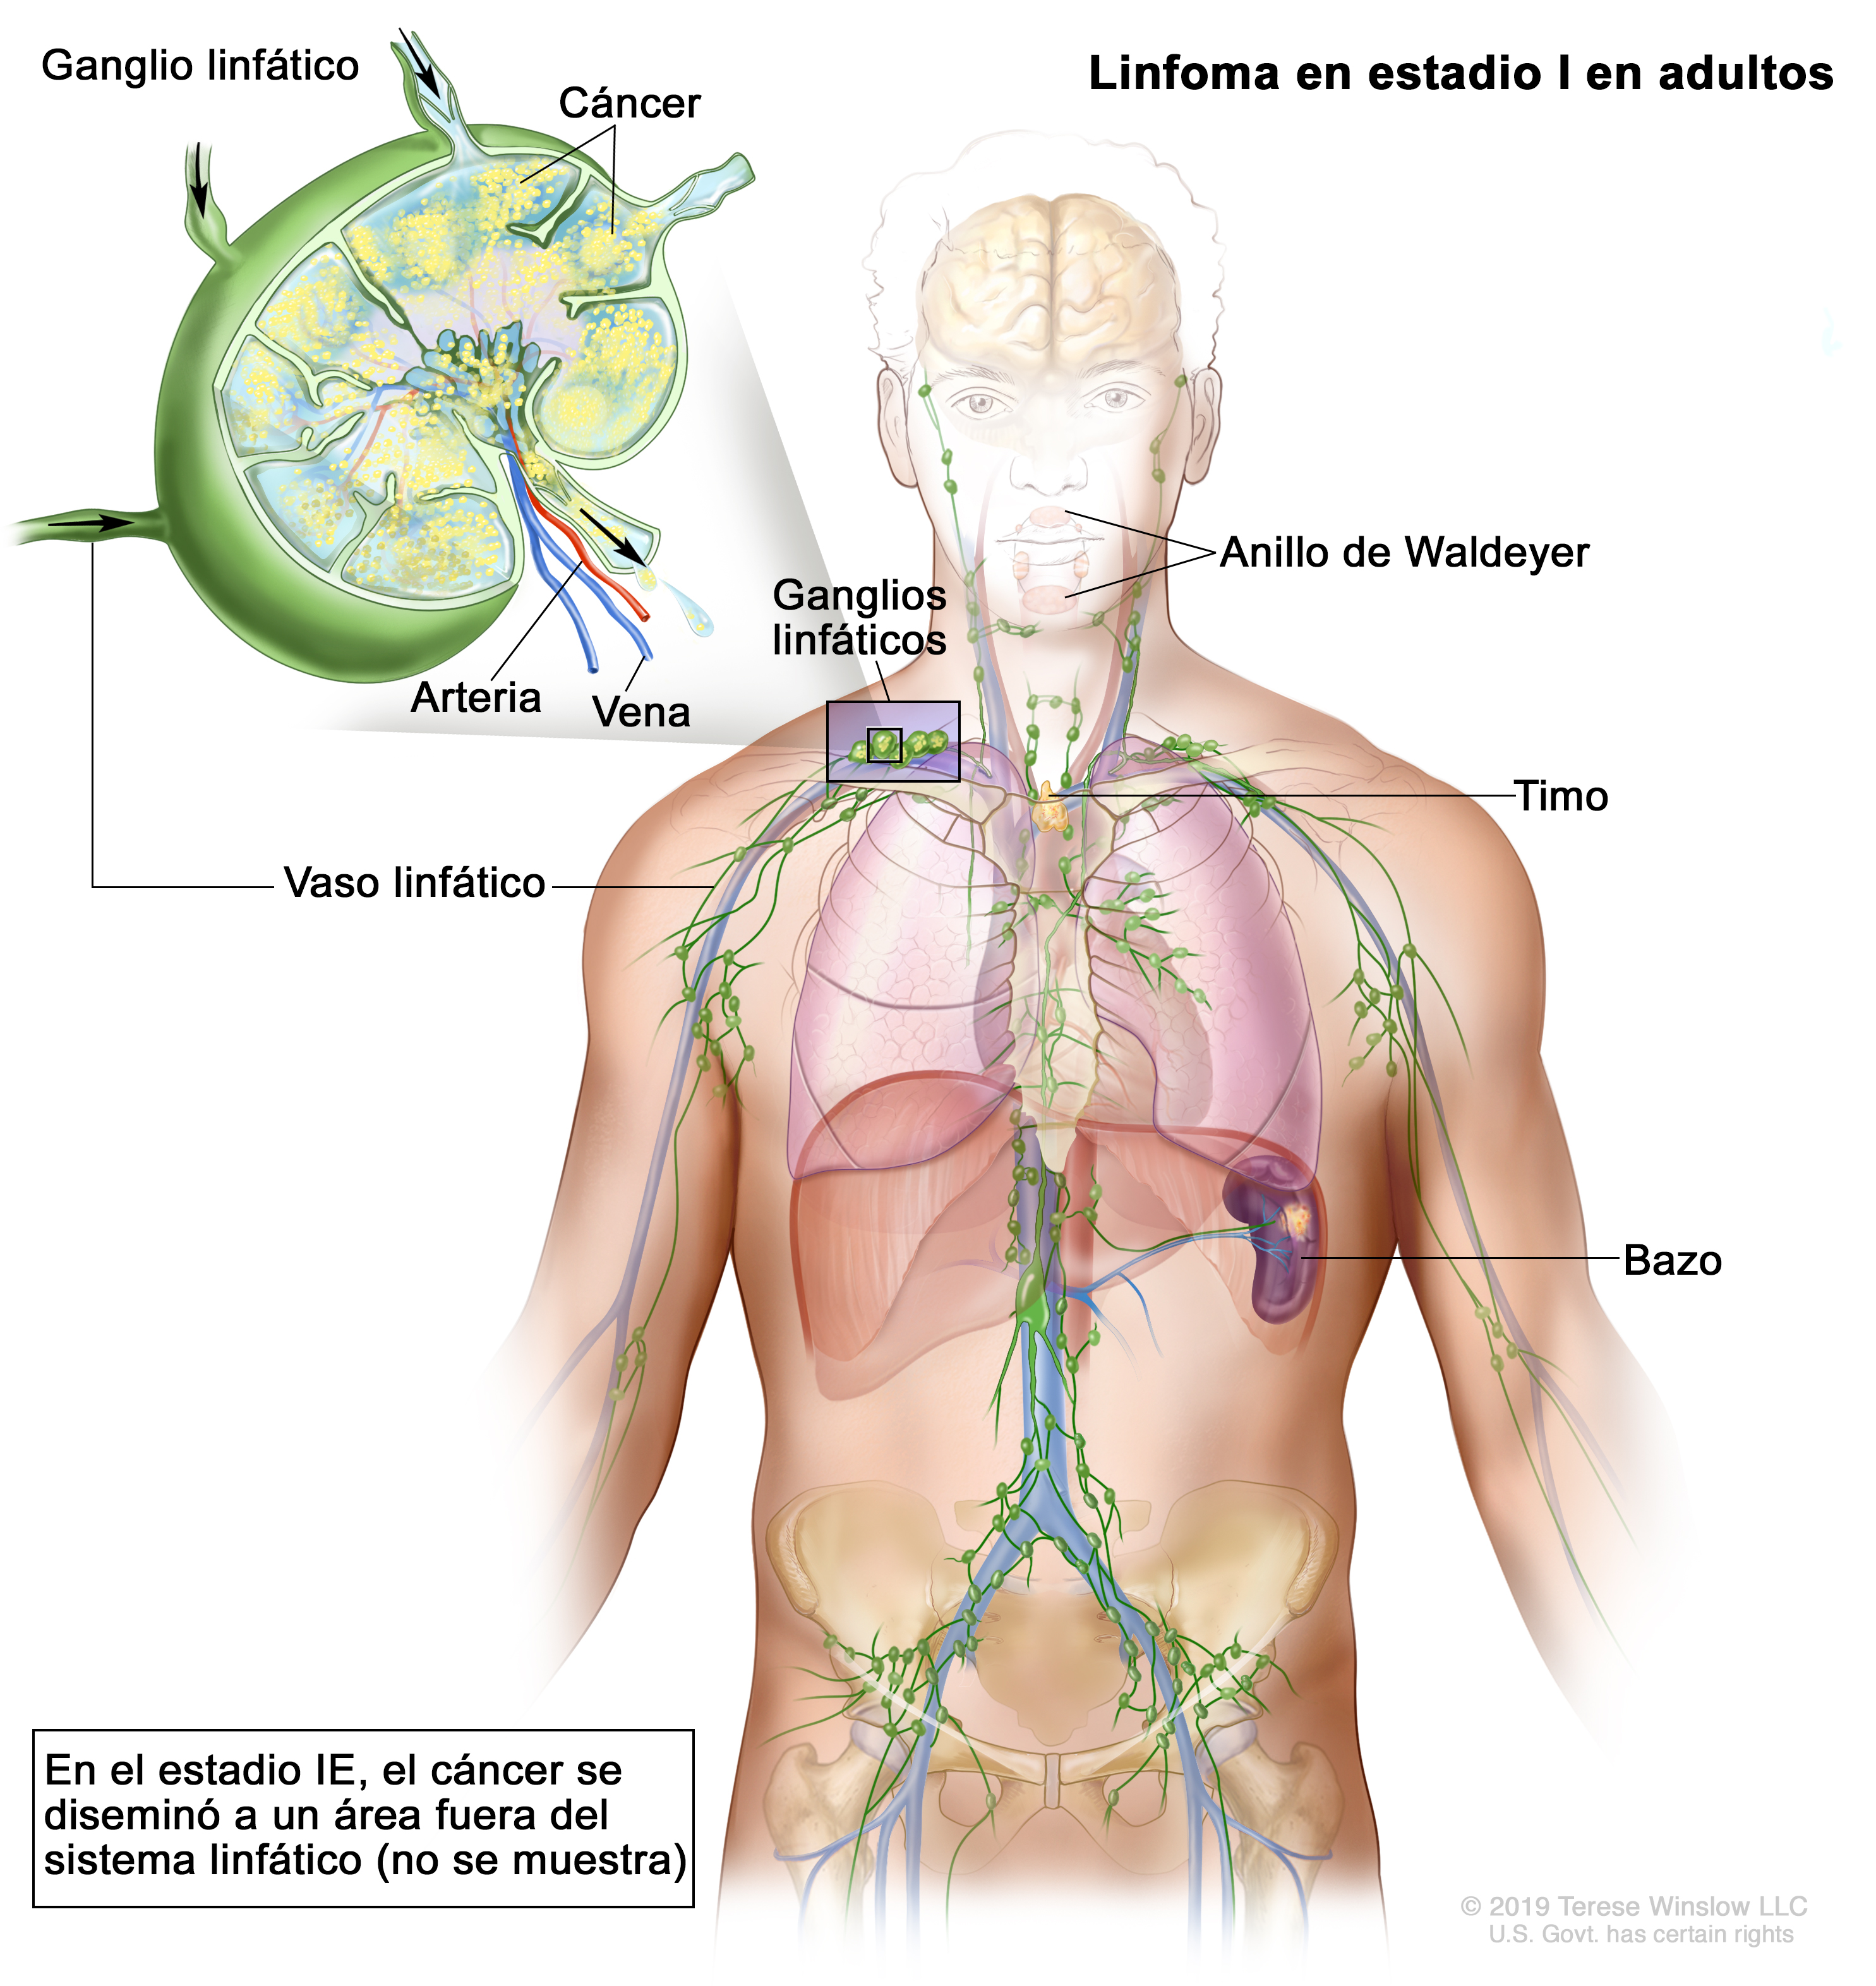 Linfoma en estadio I en adultos
Ganglio linfático
Cáncer
Anillo de Waldeyer
Ganglios
linfáticos
Arteria
Vena
Timo
Vaso linfático
Bazo
En el estadio IE, el cáncer se
diseminó a un área fuera del
sistema linfático (no se muestra)
© 2019 Terese Winslow LLC
U.S. Govt. has certain rights